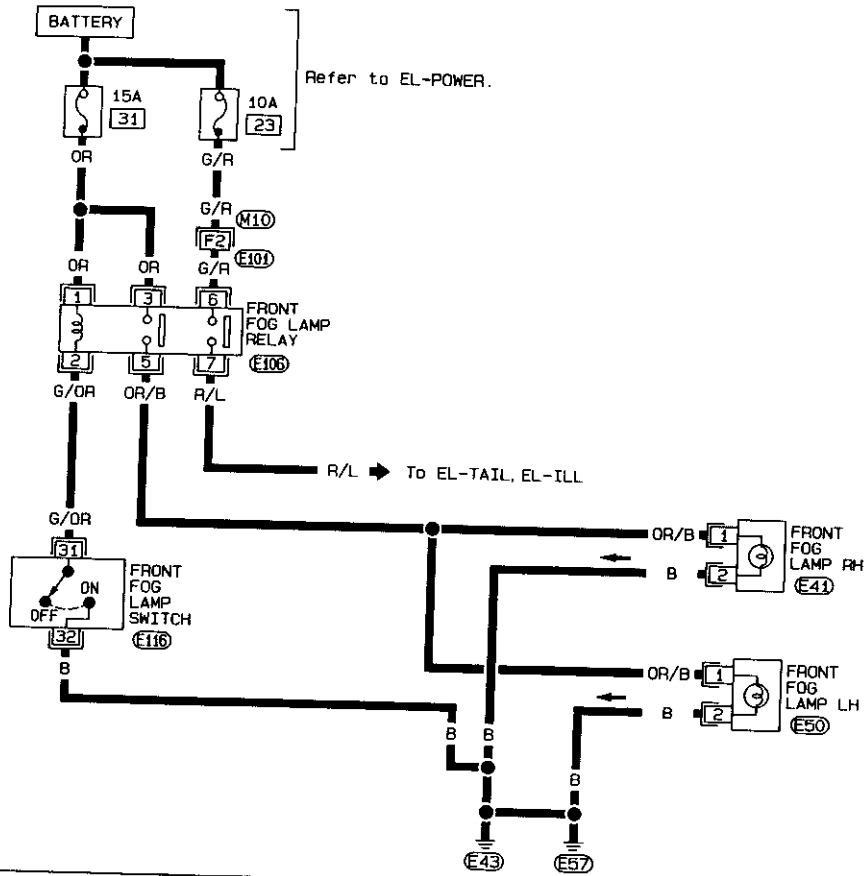 BATTERY
Refer to EL-POWER.
15A
31
10A
23
OR
G/R
G/R
M10
F2
E101
OR
OR
G/R
1
3
6
FRONT
FOG LAMP
RELAY
E106
2
5
7
G/OR
OR/B
R/L
R/L
To EL-TAIL, EL-ILL
G/OR
31
OFF
ON
FRONT
FOG
LAMP
SWITCH
E116
32
B
OR/B
1
B
2
FRONT
FOG
LAMP RH
E41
OR/B
1
B
2
FRONT
FOG
LAMP LH
E50
B
B
B
E43
E57